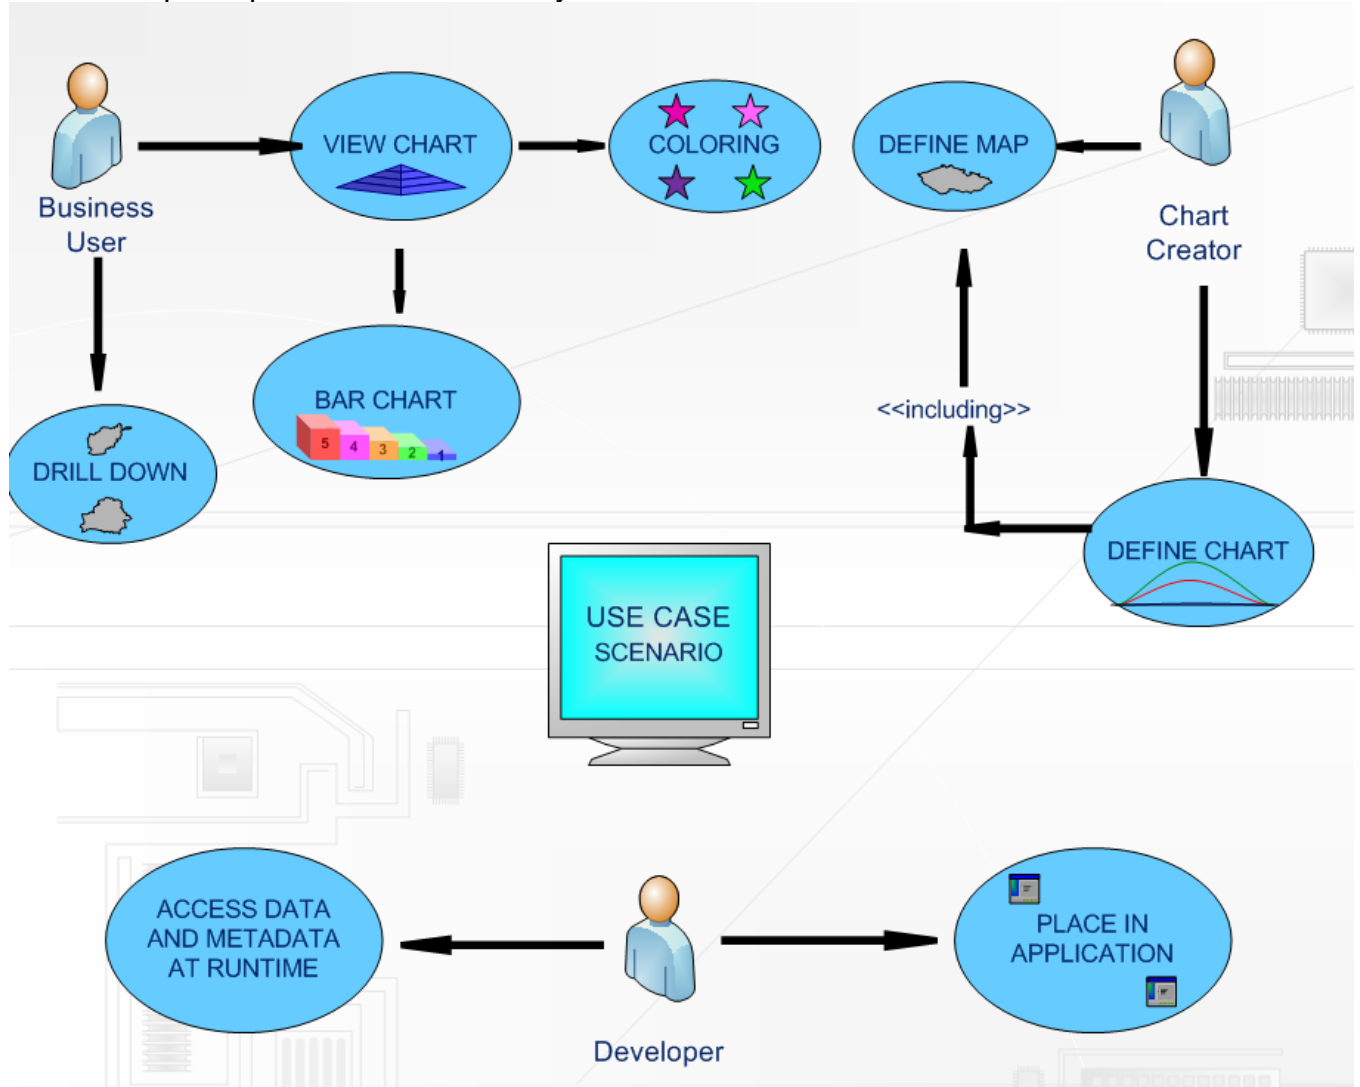 VIEW CHART
COLORING
DEFINE MAP
Business
User
Chart
Creator
BAR CHART
5
4
3
2
1
<<including>>
DRILL DOWN
DEFINE CHART
USE CASE
SCENARIO
ACCESS DATA
AND METADATA
AT RUNTIME
PLACE IN
APPLICATION
Developer